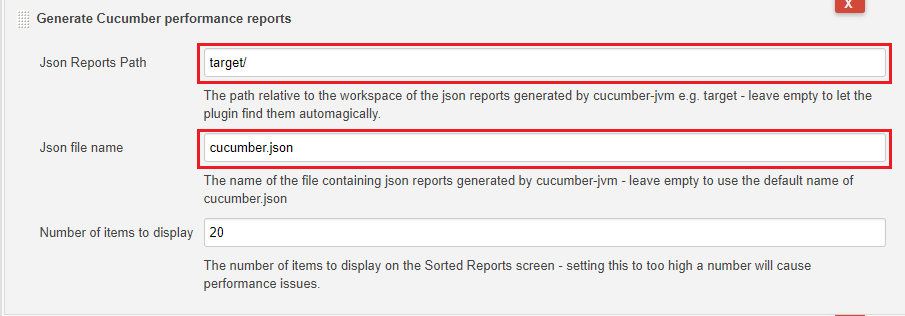 Generate Cucumber performance reports
X
Json Reports Path
target/
The path relative to the workspace of the json reports generated by cucumber-jvm e.g. target - leave empty to let the
plugin find them automagically.
Json file name
cucumber.json
The name of the file containing json reports generated by cucumber-jvm - leave empty to use the default name of
cucumber.json
Number of items to display
20
The number of items to display on the Sorted Reports screen - setting this to too high a number will cause
performance issues.